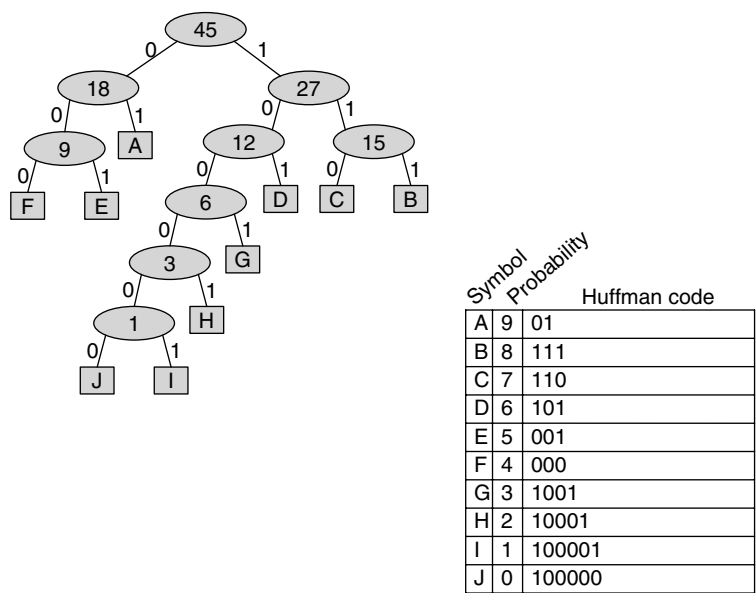 45
0 1
18 27
0 1 0 1
9 A 12 15
0 1 0 1 0 1
F E 6 D C B
0 1
3 G
0 1
1 H
0 1
J I
Symbol Probability Huffman code
A 9 01
B 8 111
C 7 110
D 6 101
E 5 001
F 4 000
G 3 1001
H 2 10001
I 1 100001
J 0 100000